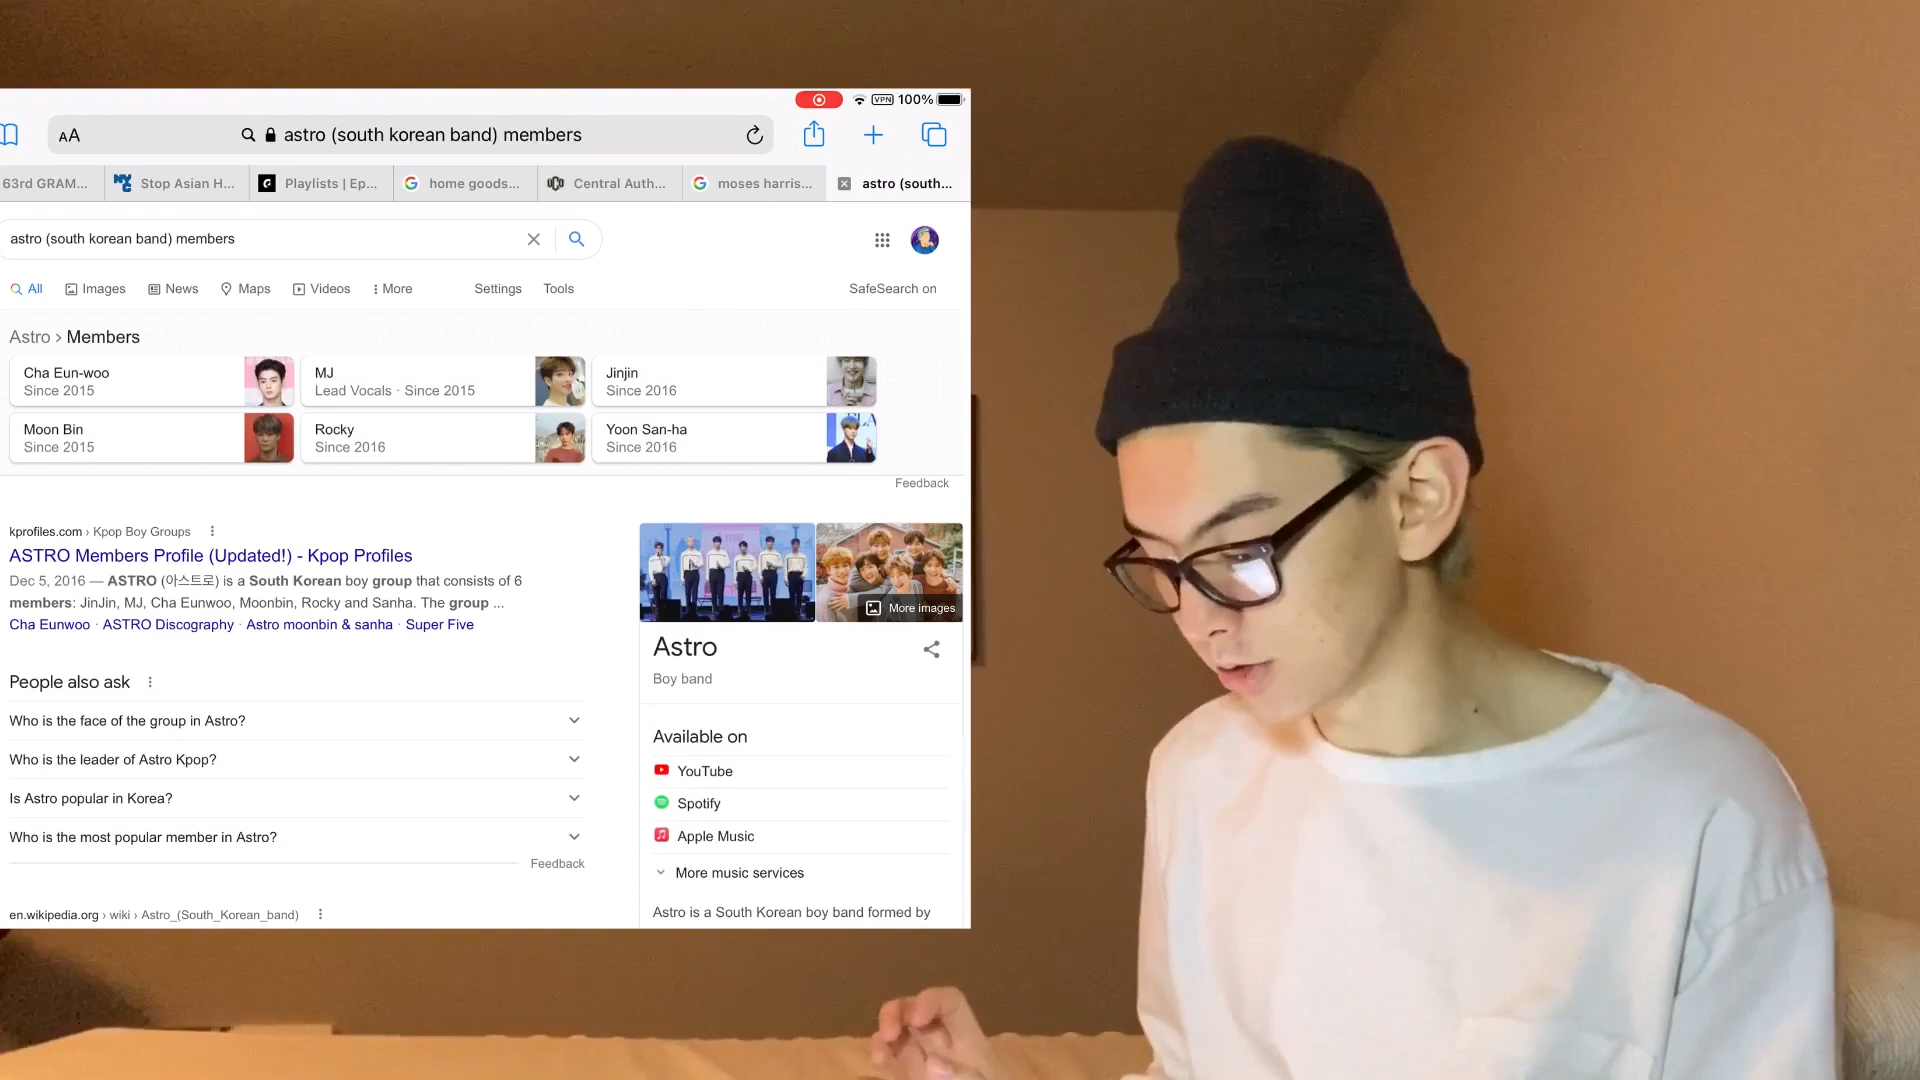 VPN 100%
AA astro (south korean band) members
63rd GRAM... Stop Asian H... Playlists | Ep... home goods... Central Auth... moses harris... astro (south...
astro (south korean band) members
All Images News Maps Videos More Settings Tools SafeSearch on
Astro › Members
Cha Eun-woo
Since 2015
MJ
Lead Vocals · Since 2015
Jinjin
Since 2016
Moon Bin
Since 2015
Rocky
Since 2016
Yoon San-ha
Since 2016
Feedback
kprofiles.com › Kpop Boy Groups
ASTRO Members Profile (Updated!) - Kpop Profiles
Dec 5, 2016 — ASTRO (아스트로) is a South Korean boy group that consists of 6
members: JinJin, MJ, Cha Eunwoo, Moonbin, Rocky and Sanha. The group ...
Cha Eunwoo · ASTRO Discography · Astro moonbin & sanha · Super Five
People also ask
Who is the face of the group in Astro?
Who is the leader of Astro Kpop?
Is Astro popular in Korea?
Who is the most popular member in Astro?
Feedback
en.wikipedia.org › wiki › Astro_(South_Korean_band)
More images
Astro
Boy band
Available on
YouTube
Spotify
Apple Music
More music services
Astro is a South Korean boy band formed by